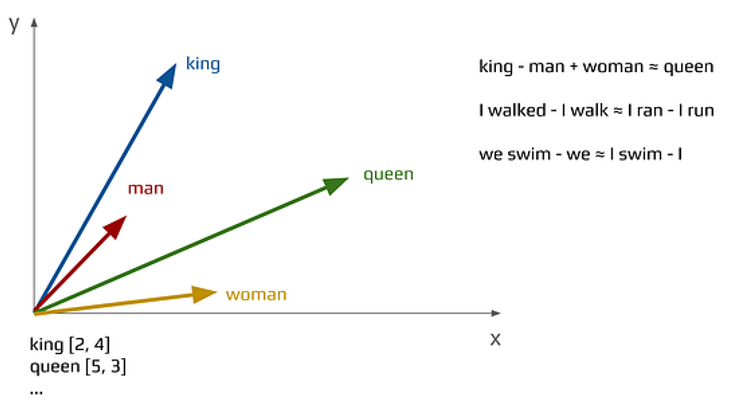 y
king
king - man + woman ≈ queen
I walked - I walk ≈ I ran - I run
we swim - we ≈ I swim - I
queen
man
woman
x
king [2, 4]
queen [5, 3]
...